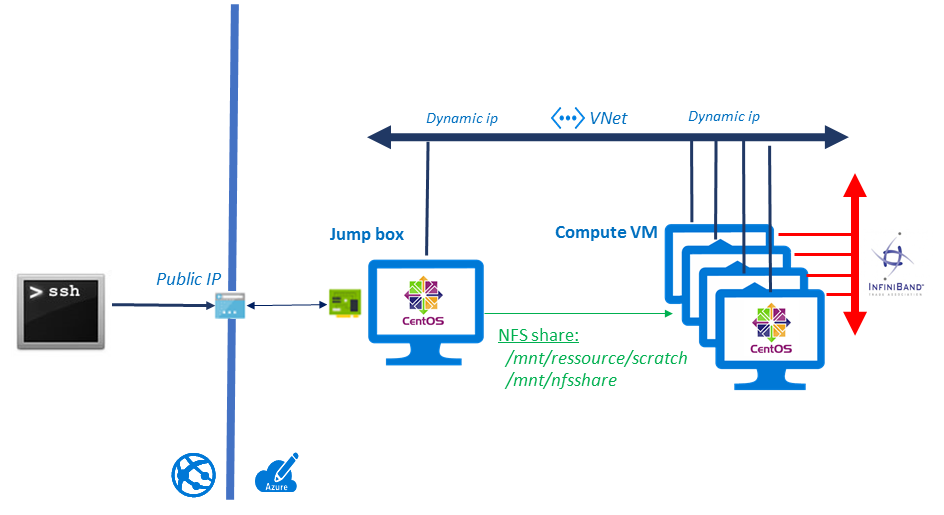 Dynamic ip
VNet
Dynamic ip
Jump box
Compute VM
Public IP
> ssh
CentOS
NFS share:
/mnt/ressource/scratch
/mnt/nfsshare
CentOS
INFINIBAND®
TRADE ASSOCIATION
Azure